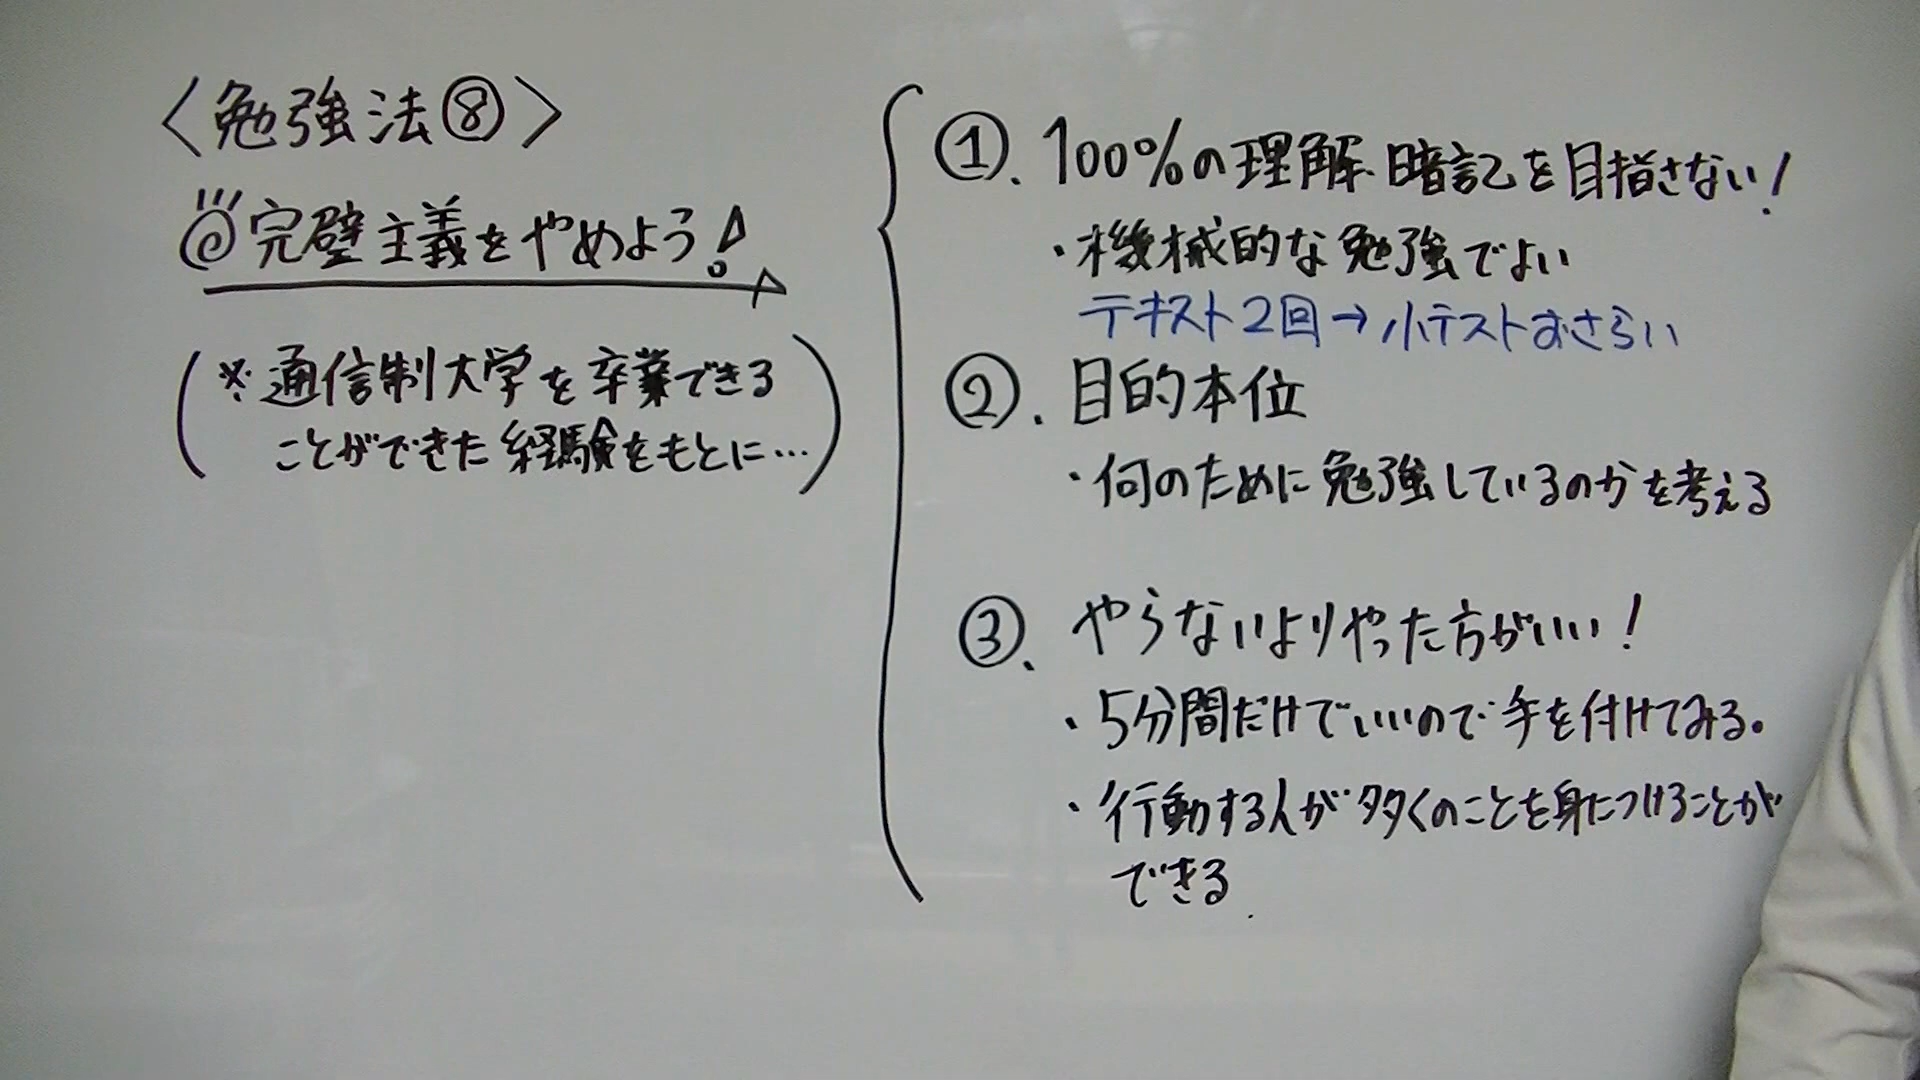 〈勉強法⑧〉
◎完璧主義をやめよう!
(※通信制大学を卒業できる
ことができた経験をもとに…)
①. 100%の理解・暗記を目指さない!
・機械的な勉強でよい
テキスト2回→小テストおさらい
②. 目的本位
・何のために勉強しているのかを考える
③. やらないよりやった方がいい!
・5分間だけでいいので手を付けてみる。
・行動する人が多くのことを身につけることが
できる